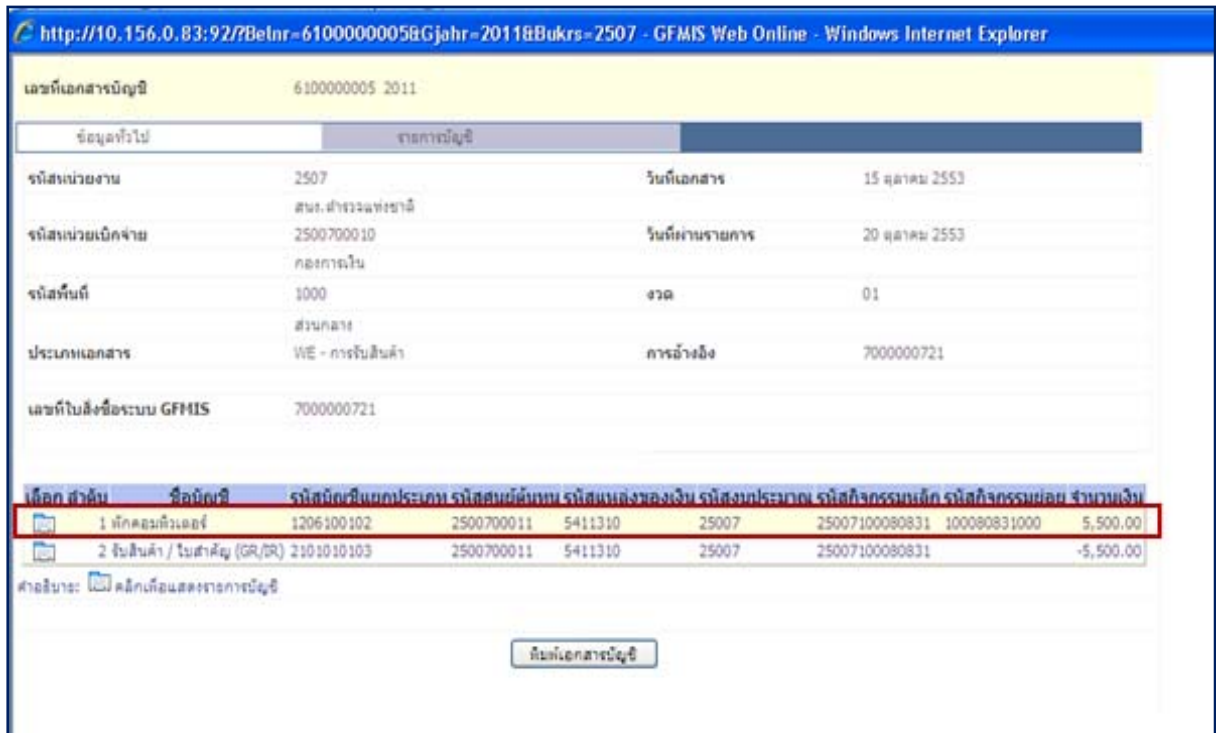 http://10.156.0.83:92/?Belnr=6100000005&Gjahr=2011&Bukrs=2507 - GFMIS Web Online - Windows Internet Explorer
เลขที่เอกสารบัญชี 6100000005 2011
ข้อมูลทั่วไป รายการบัญชี
รหัสหน่วยงาน 2507 วันที่เอกสาร 15 ตุลาคม 2553
สนง.ตำรวจแห่งชาติ
รหัสหน่วยเบิกจ่าย 2500700010 วันที่ผ่านรายการ 20 ตุลาคม 2553
กองการเงิน
รหัสพื้นที่ 1000 งวด 01
ส่วนกลาง
ประเภทเอกสาร WE - การรับสินค้า การอ้างอิง 7000000721
เลขที่ใบสั่งซื้อระบบ GFMIS 7000000721
เลือก ลำดับ ชื่อบัญชี รหัสบัญชีแยกประเภท รหัสศูนย์ต้นทุน รหัสแหล่งของเงิน รหัสงบประมาณ รหัสกิจกรรมหลัก รหัสกิจกรรมย่อย จำนวนเงิน
1 พักคอมพิวเตอร์ 1206100102 2500700011 5411310 25007 25007100080831 100080831000 5,500.00
2 รับสินค้า / ใบสำคัญ (GR/IR) 2101010103 2500700011 5411310 25007 25007100080831 -5,500.00
คำอธิบาย: คลิกเพื่อแสดงรายการบัญชี
พิมพ์เอกสารบัญชี